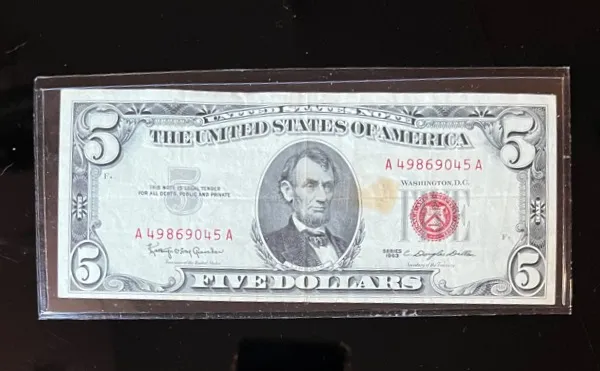 UNITED STATES NOTE
THE UNITED STATES OF AMERICA
5
5
A 49869045 A
WASHINGTON, D.C.
THIS NOTE IS LEGAL TENDER
FOR ALL DEBTS, PUBLIC AND PRIVATE
5
FIVE
A 49869045 A
SERIES
1963
5
5
FIVE DOLLARS